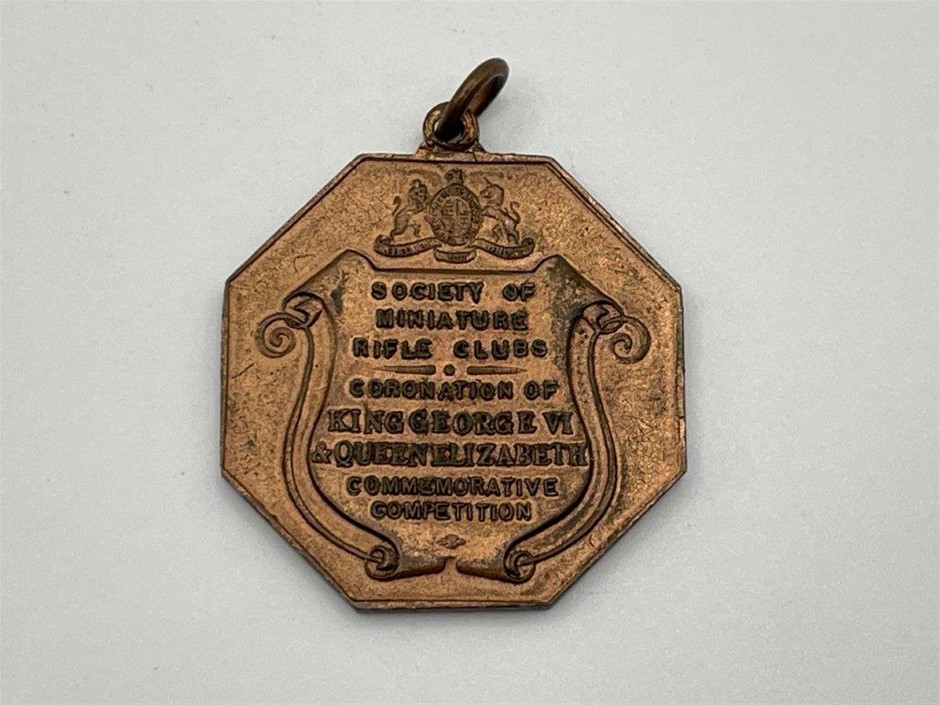 SOCIETY OF
MINIATURE
RIFLE CLUBS
CORONATION OF
KING GEORGE VI
& QUEEN ELIZABETH
COMMEMORATIVE
COMPETITION